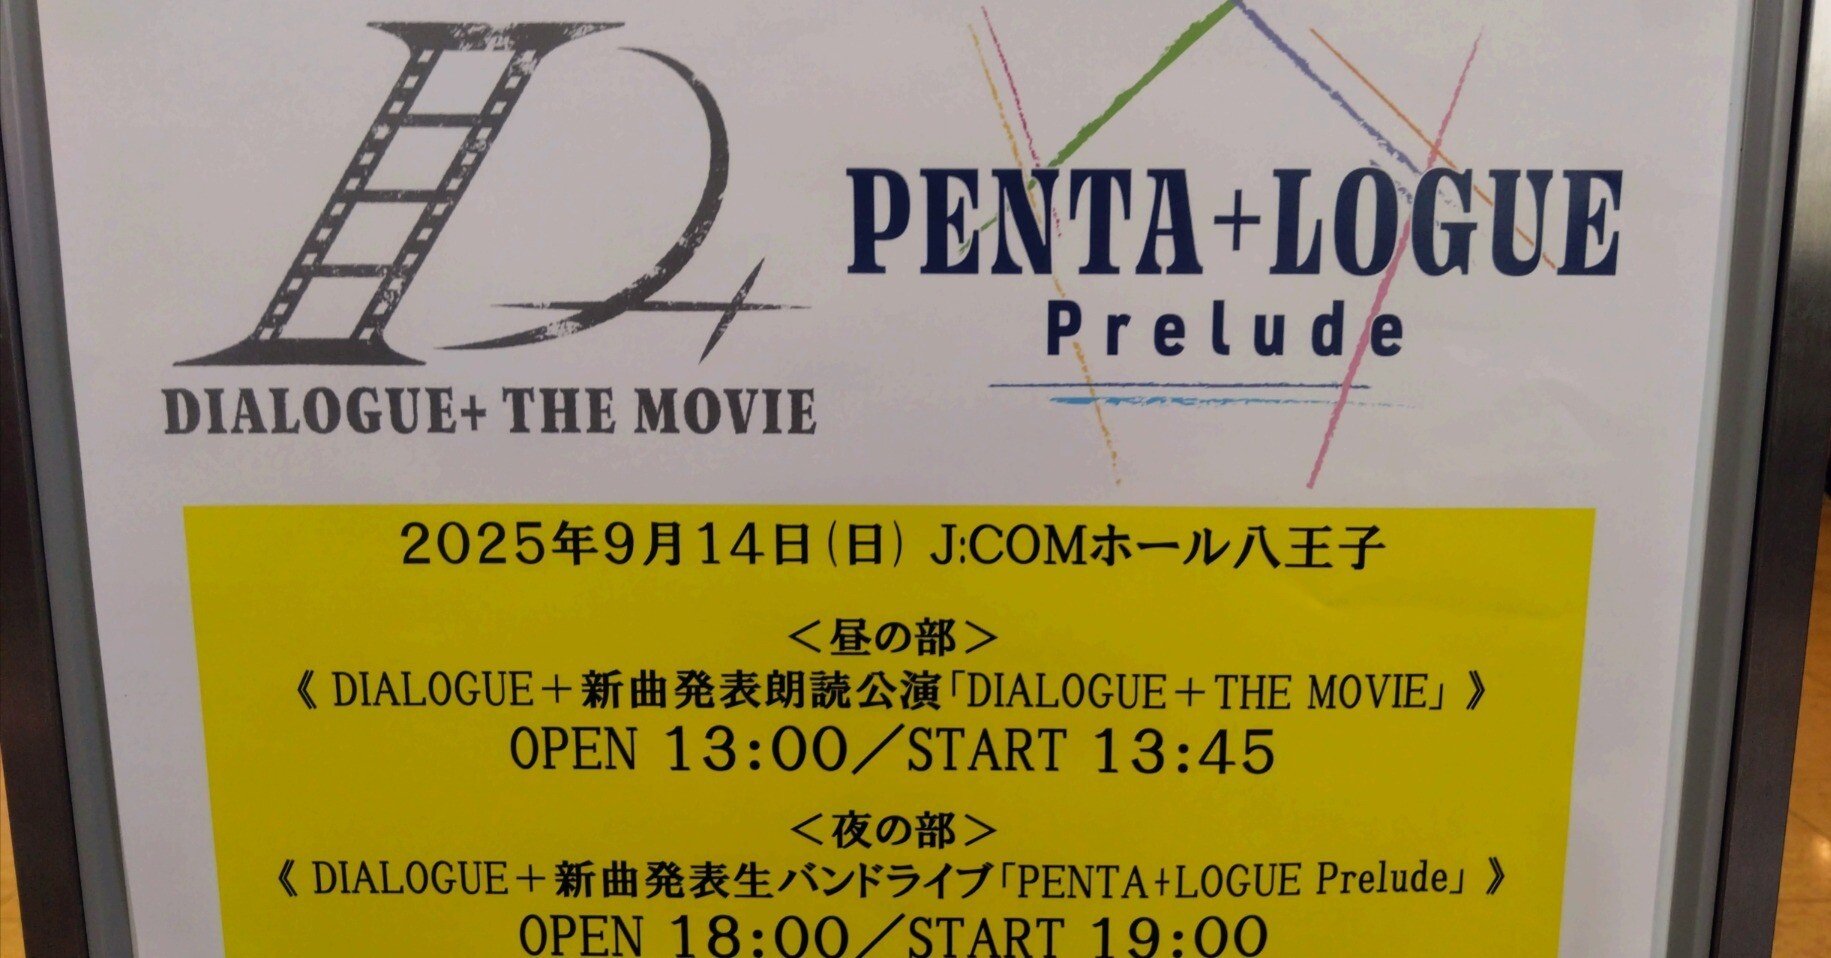 DIALOGUE+ THE MOVIE
PENTA+LOGUE
Prelude
2025年9月14日(日) J:COMホール八王子
<昼の部>
《 DIALOGUE+新曲発表朗読公演「DIALOGUE+THE MOVIE」》
OPEN 13:00/START 13:45
<夜の部>
《 DIALOGUE+新曲発表生バンドライブ「PENTA+LOGUE Prelude」》
OPEN 18:00/START 19:00